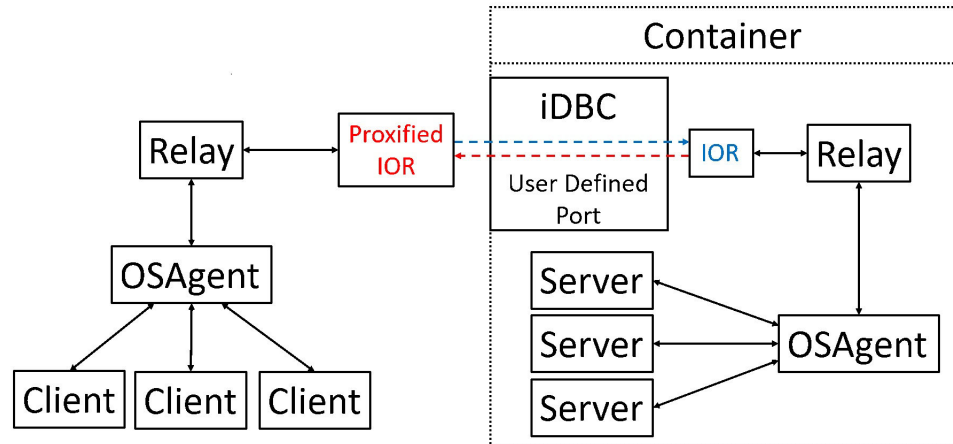 Container
iDBC
Relay
Proxified
IOR
IOR
Relay
User Defined
Port
OSAgent
Server
Server
OSAgent
Server
Client
Client
Client